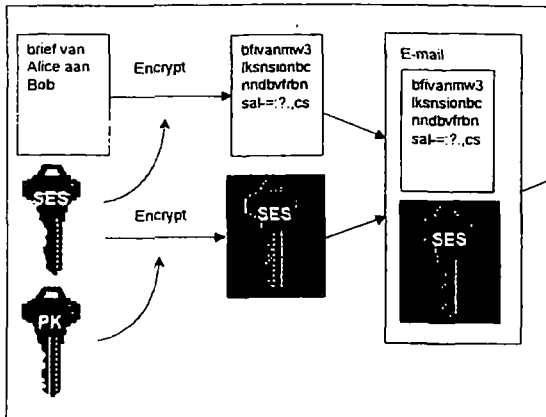 brief van
Alice aan
Bob
Encrypt
bfivanmw3
lksnsionbc
nndbvfrbn
sal-=:?.,cs
E-mail
bfivanmw3
lksnsionbc
nndbvfrbn
sal-=:?.,cs
SES
Encrypt
SES
SES
PK